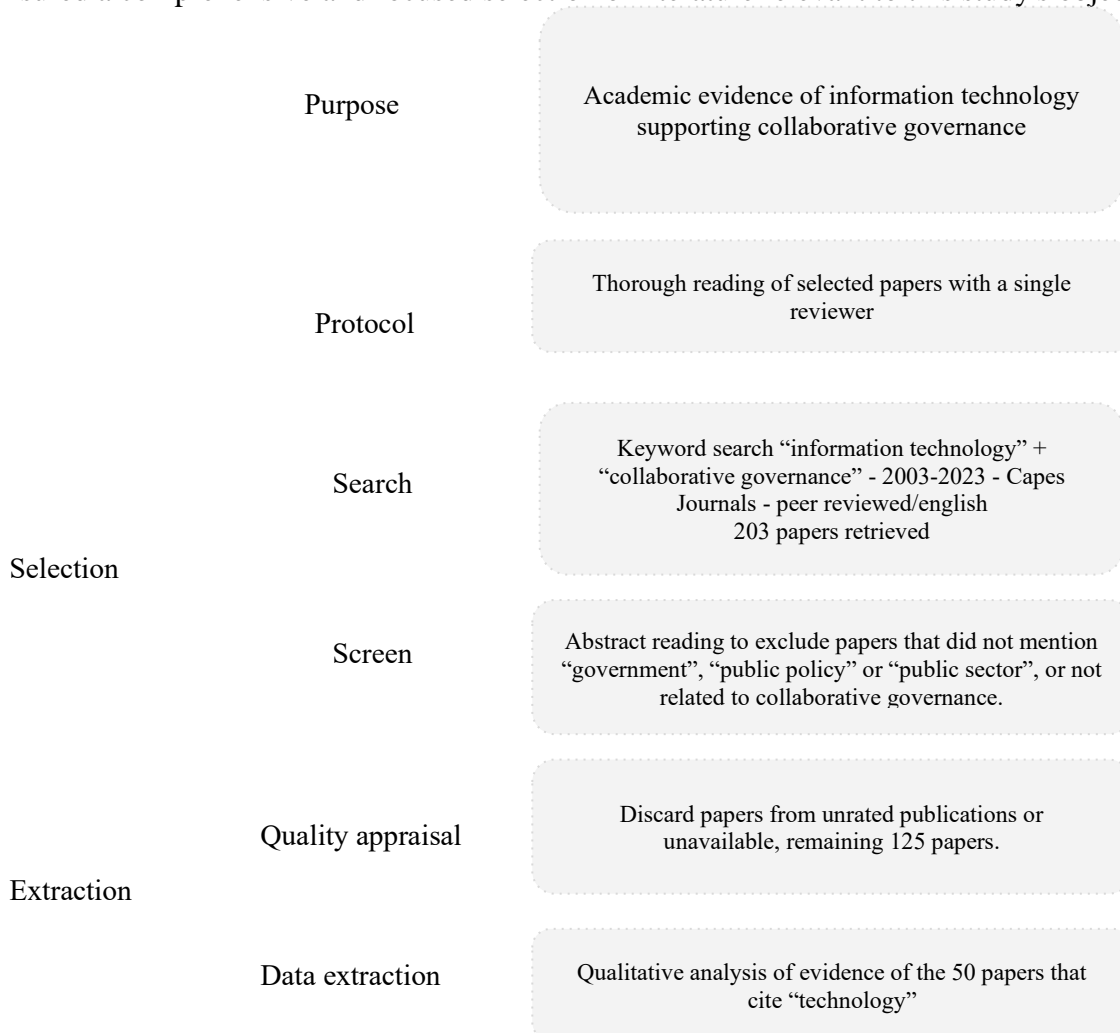 Purpose
Academic evidence of information technology
supporting collaborative governance
Protocol
Thorough reading of selected papers with a single
reviewer
Search
Keyword search “information technology” +
“collaborative governance” - 2003-2023 - Capes
Journals - peer reviewed/english
203 papers retrieved
Selection
Screen
Abstract reading to exclude papers that did not mention
“government”, “public policy” or “public sector”, or not
related to collaborative governance.
Quality appraisal
Discard papers from unrated publications or
unavailable, remaining 125 papers.
Extraction
Data extraction
Qualitative analysis of evidence of the 50 papers that
cite “technology”